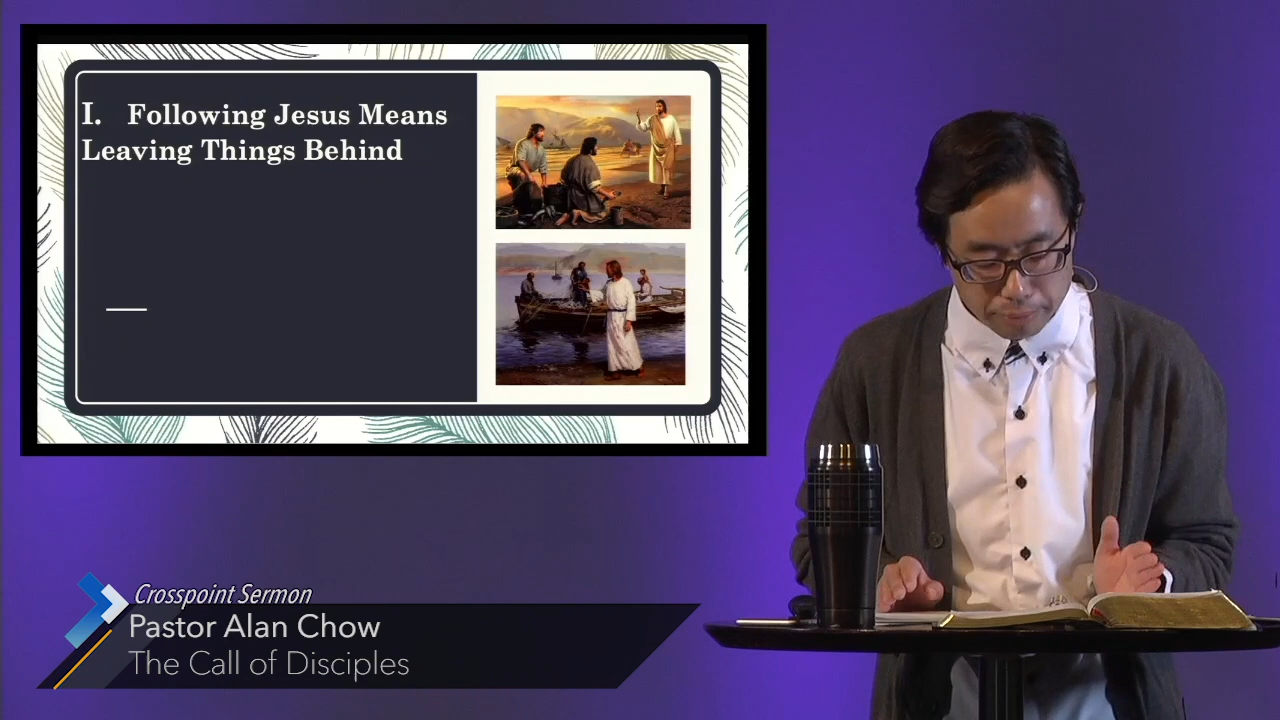 I. Following Jesus Means
Leaving Things Behind
Crosspoint Sermon
Pastor Alan Chow
The Call of Disciples